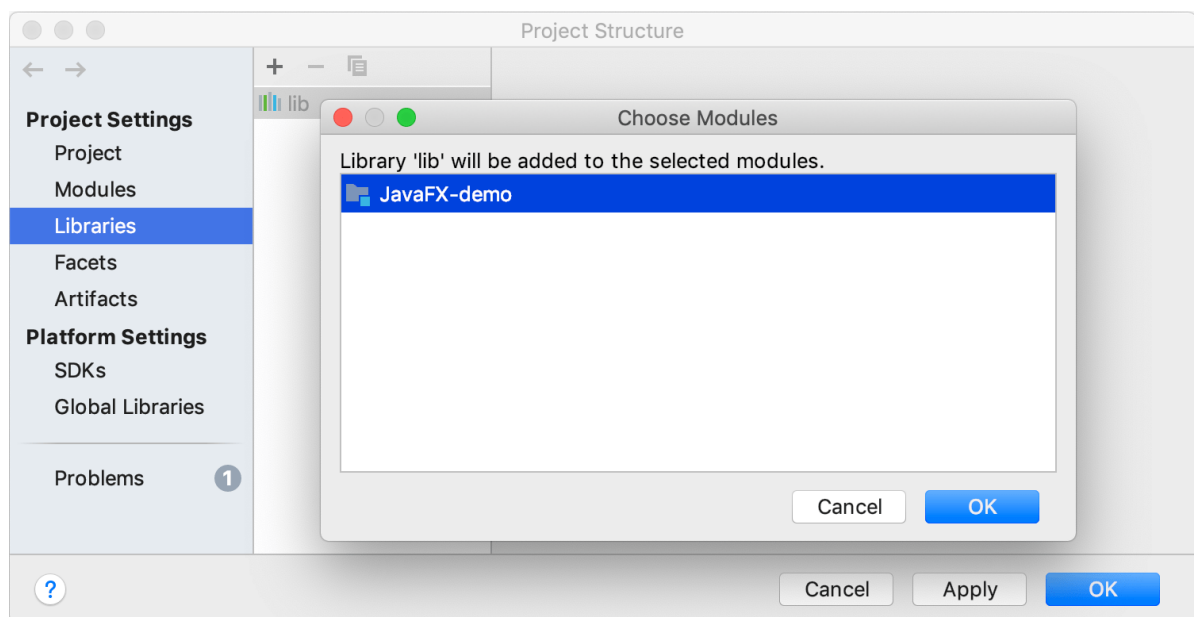 Project Structure
Project Settings
Project
Modules
Libraries
Facets
Artifacts
Platform Settings
SDKs
Global Libraries
Problems 1
lib
Choose Modules
Library 'lib' will be added to the selected modules.
JavaFX-demo
Cancel OK
? Cancel Apply OK